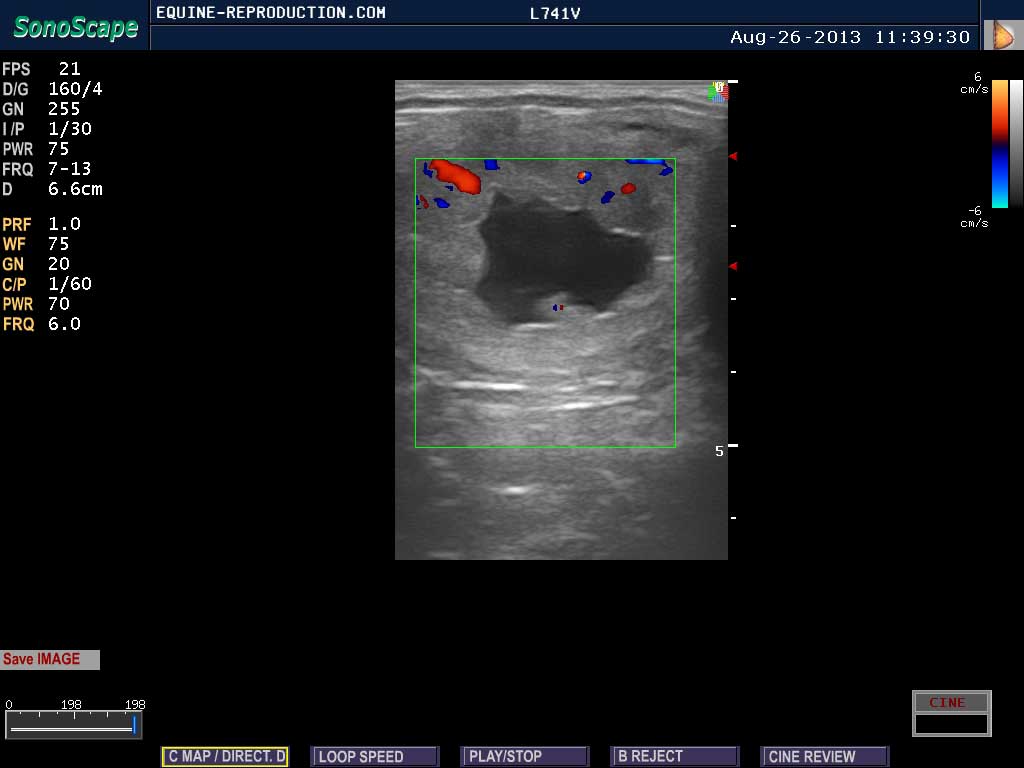 SonoScape
EQUINE-REPRODUCTION.COM
L741V
Aug-26-2013 11:39:30
FPS 21
D/G 160/4
GN 255
I/P 1/30
PWR 75
FRQ 7-13
D 6.6cm
PRF 1.0
WF 75
GN 20
C/P 1/60
PWR 70
FRQ 6.0
6
cm/s
-6
cm/s
5
Save IMAGE
0 198 198
CINE
C MAP / DIRECT. D
LOOP SPEED
PLAY/STOP
B REJECT
CINE REVIEW